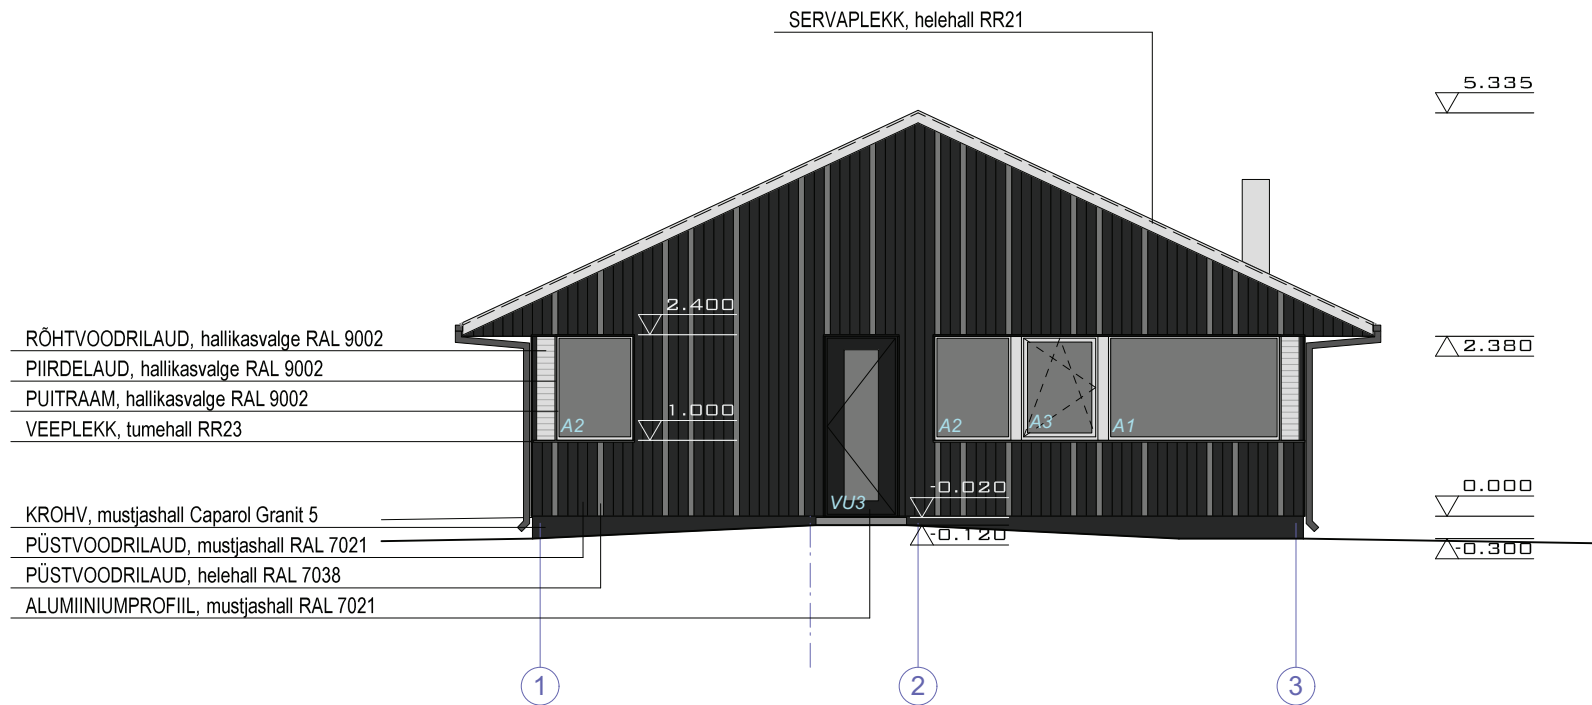 SERVAPLEKK, helehall RR21
5.335
2.400
RÕHTVOODRILAUD, hallikasvalge RAL 9002
2.380
PIIRDELAUD, hallikasvalge RAL 9002
PUITRAAM, hallikasvalge RAL 9002
1.000
VEEPLEKK, tumehall RR23
A2
A2
A3
A1
-0.020
0.000
VU3
KROHV, mustjashall Caparol Granit 5
-0.120
PÜSTVOODRILAUD, mustjashall RAL 7021
-0.300
PÜSTVOODRILAUD, helehall RAL 7038
ALUMIINIUMPROFIIL, mustjashall RAL 7021
1
2
3